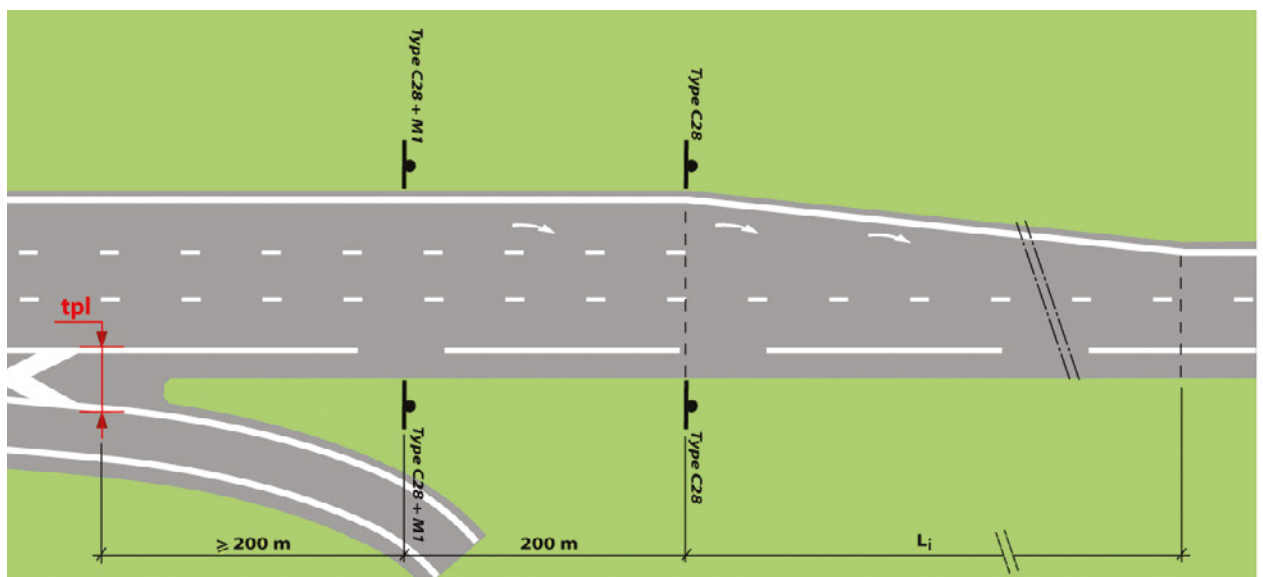 Type C28 + M1
Type C28
tpl
Type C28 + M1
Type C28
⩾ 200 m
200 m
Li